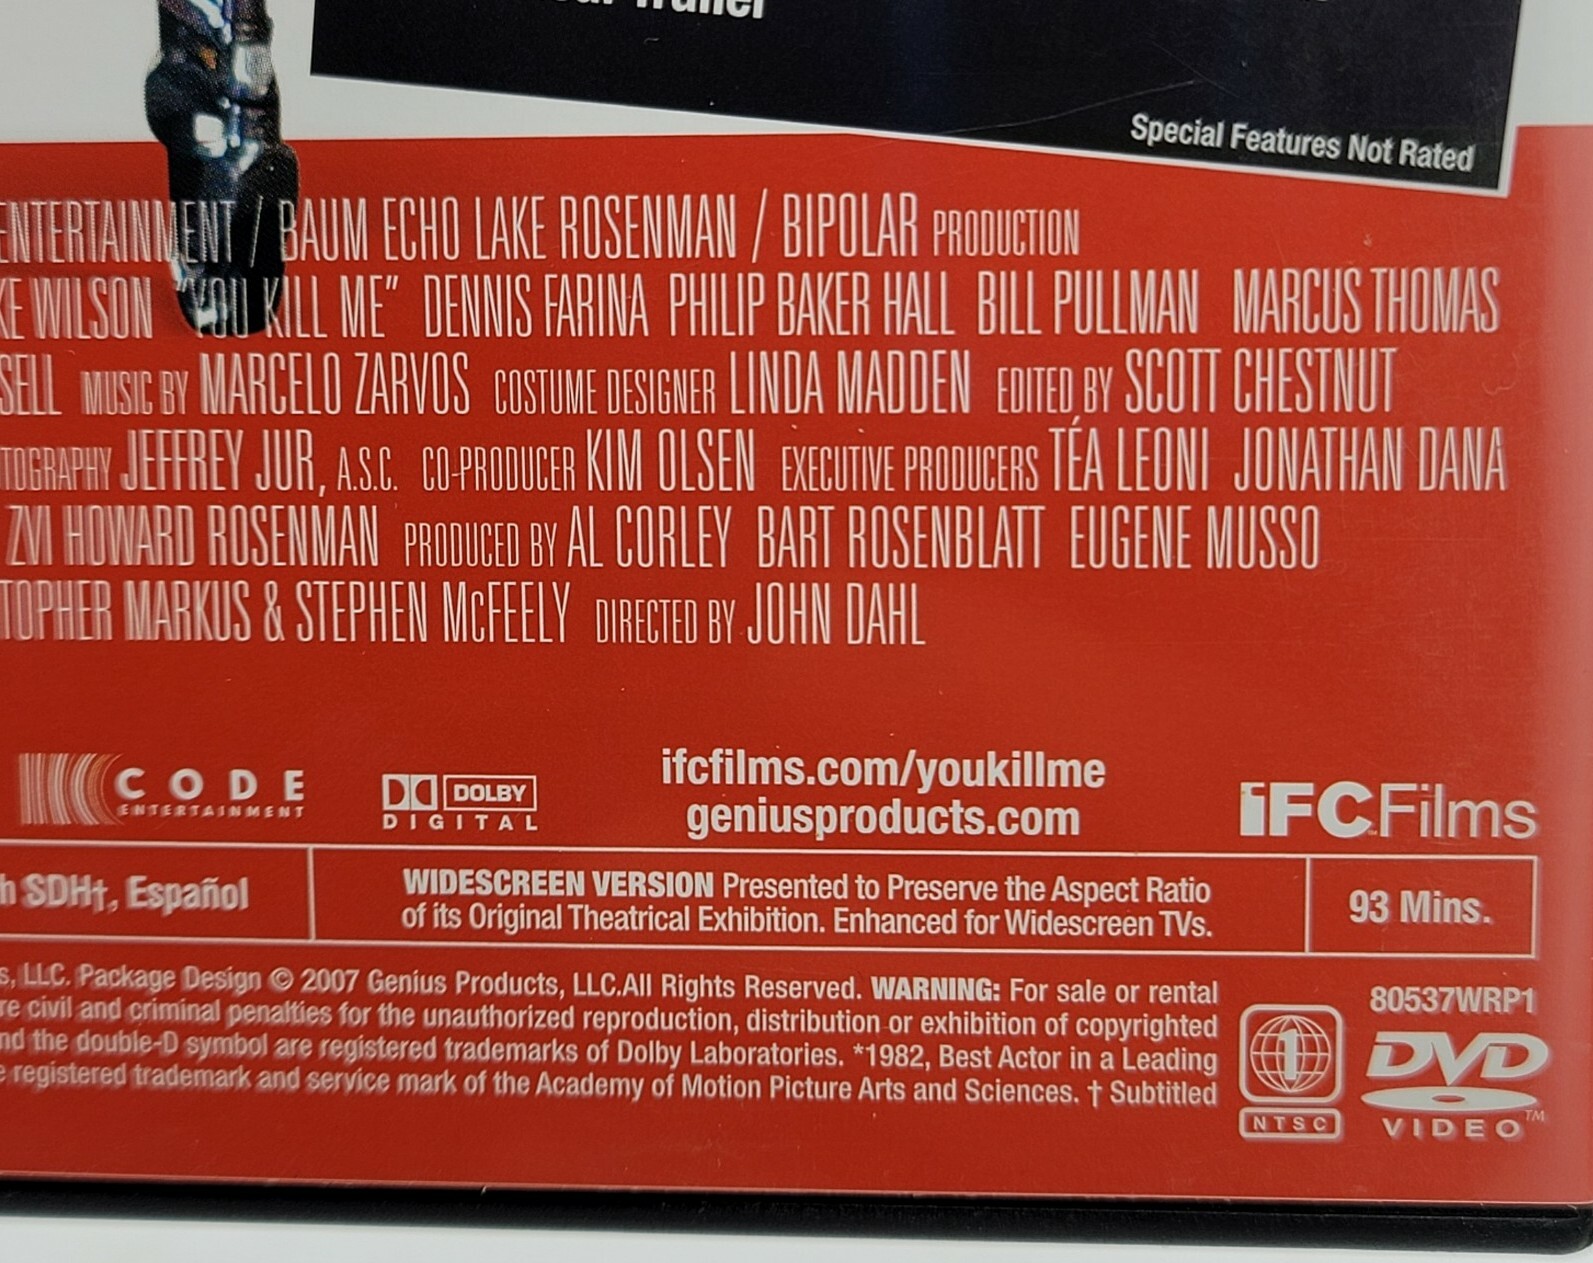 Trailer
Special Features Not Rated
ENTERTAINMENT / BAUM ECHO LAKE ROSENMAN / BIPOLAR PRODUCTION
KE WILSON "YOU KILL ME" DENNIS FARINA PHILIP BAKER HALL BILL PULLMAN MARCUS THOMAS
SELL MUSIC BY MARCELO ZARVOS COSTUME DESIGNER LINDA MADDEN EDITED BY SCOTT CHESTNUT
TOGRAPHY JEFFREY JUR, A.S.C. CO-PRODUCER KIM OLSEN EXECUTIVE PRODUCERS TÉA LEONI JONATHAN DANA
ZVI HOWARD ROSENMAN PRODUCED BY AL CORLEY BART ROSENBLATT EUGENE MUSSO
TOPHER MARKUS & STEPHEN McFEELY DIRECTED BY JOHN DAHL
CODE
ENTERTAINMENT
DOLBY
DIGITAL
ifcfilms.com/youkillme
geniusproducts.com
iFCFilms
h SDH†, Español
WIDESCREEN VERSION Presented to Preserve the Aspect Ratio
of its Original Theatrical Exhibition. Enhanced for Widescreen TVs.
93 Mins.
s, LLC. Package Design © 2007 Genius Products, LLC.All Rights Reserved. WARNING: For sale or rental
re civil and criminal penalties for the unauthorized reproduction, distribution or exhibition of copyrighted
nd the double-D symbol are registered trademarks of Dolby Laboratories. *1982, Best Actor in a Leading
e registered trademark and service mark of the Academy of Motion Picture Arts and Sciences. † Subtitled
1
NTSC
80537WRP1
DVD
VIDEO™